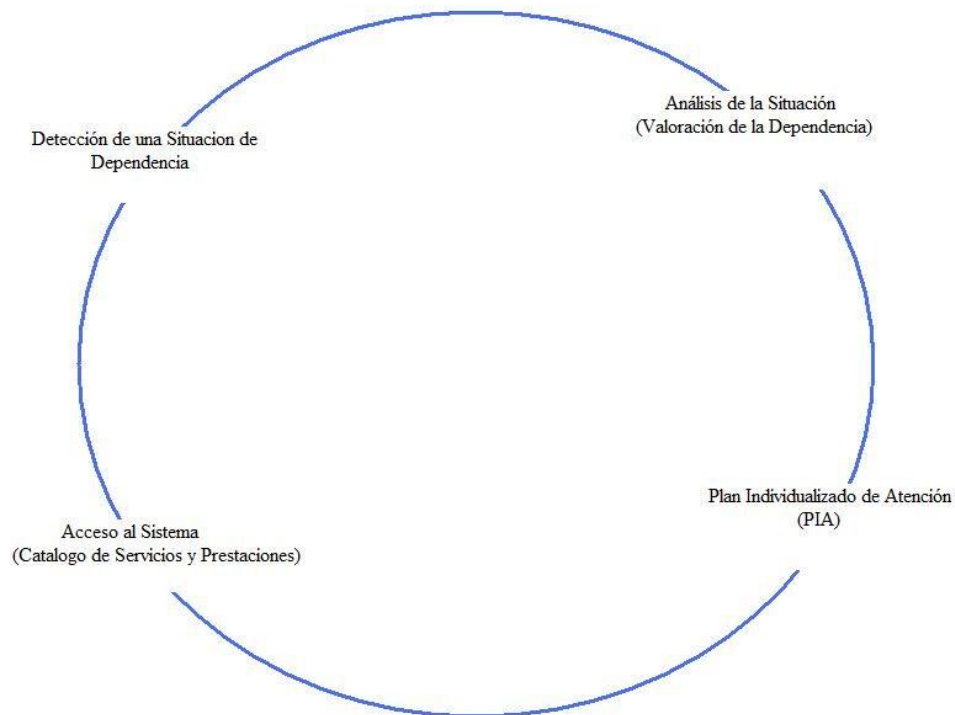 Análisis de la Situación
(Valoración de la Dependencia)
Detección de una Situacion de
Dependencia
Plan Individualizado de Atención
(PIA)
Acceso al Sistema
(Catalogo de Servicios y Prestaciones)